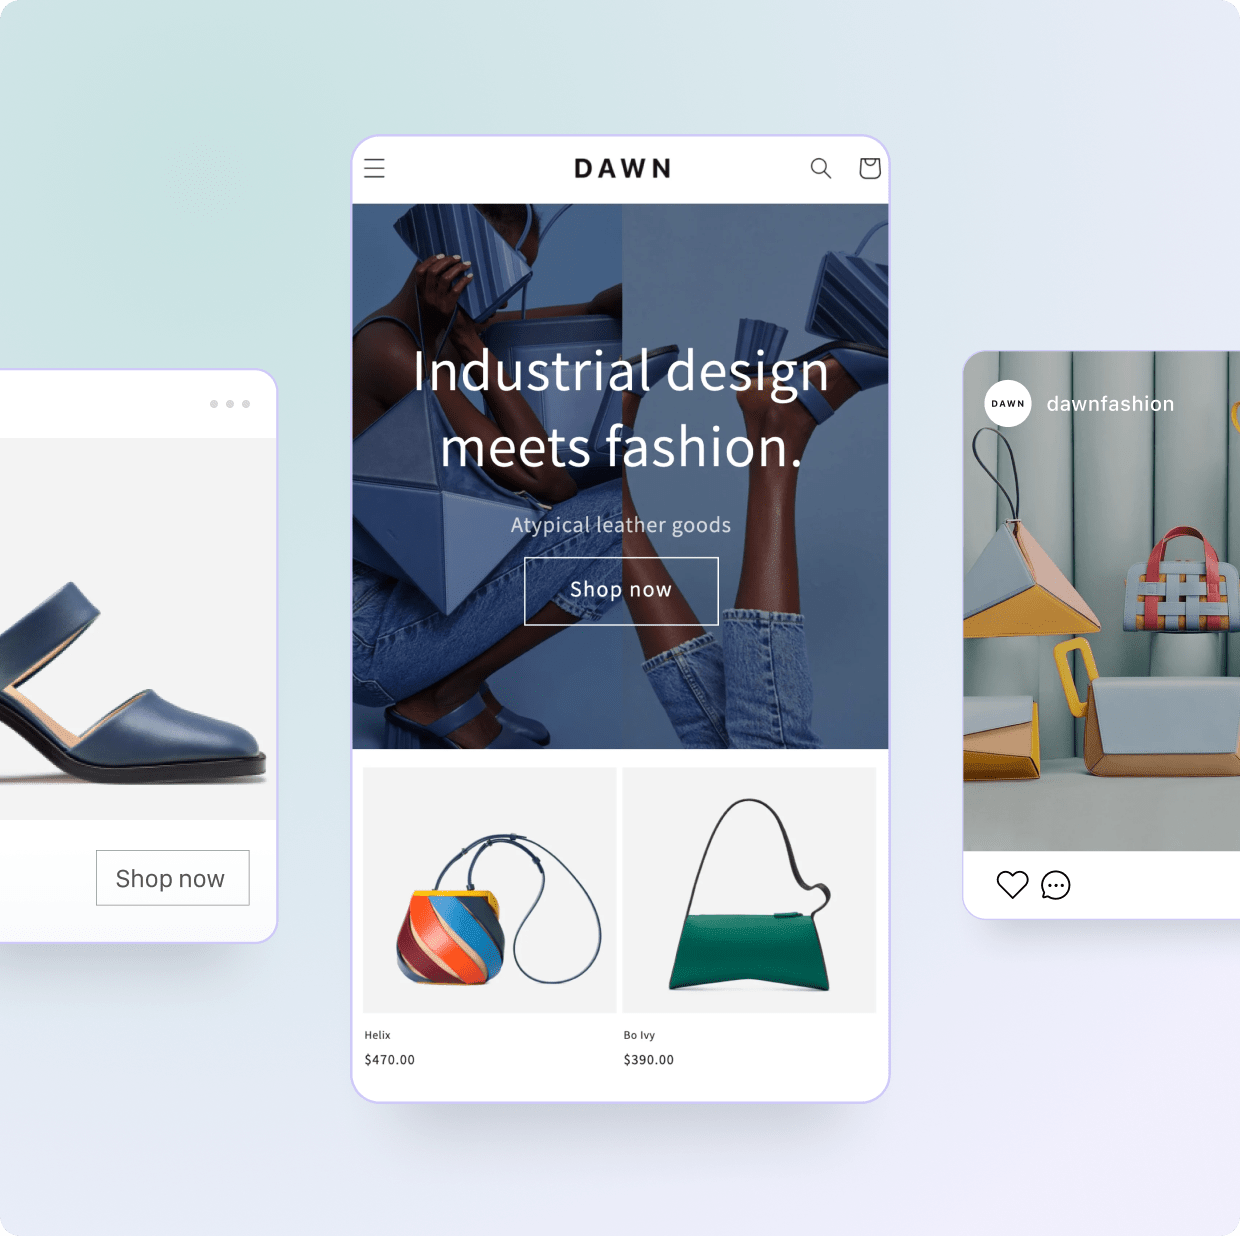 DAWN
Industrial design
meets fashion.
Atypical leather goods
Shop now
Helix
$470.00
Bo Ivy
$390.00
Shop now
DAWN
dawnfashion